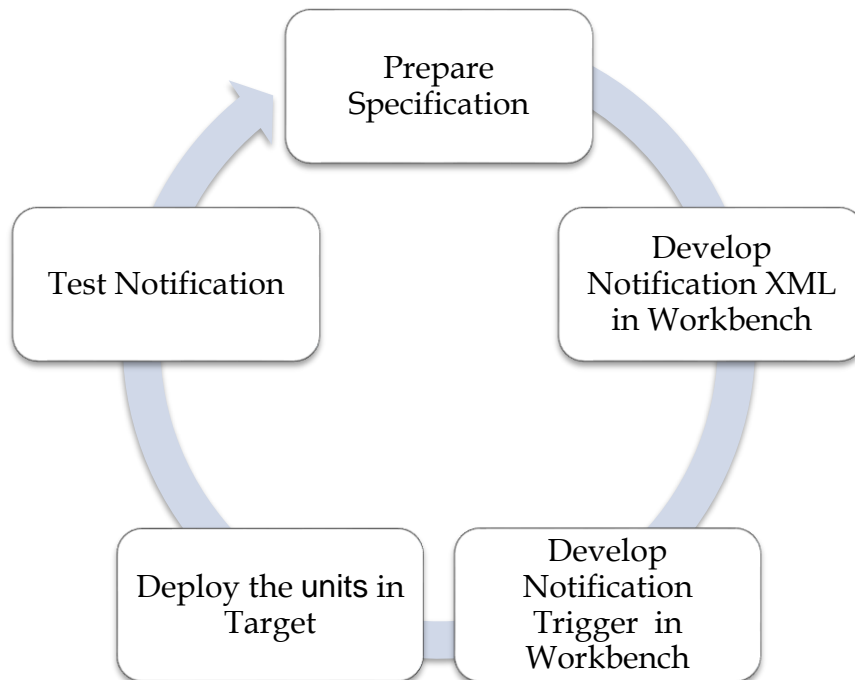 Prepare
Specification
Develop
Notification XML
in Workbench
Develop
Notification
Trigger in
Workbench
Deploy the units in
Target
Test Notification